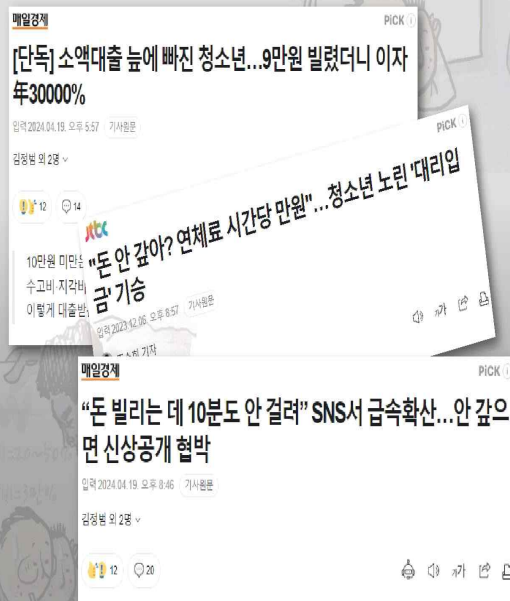 매일경제
PiCK
[단독] 소액대출 늪에 빠진 청소년...9만원 빌렸더니 이자
年30000%
입력 2024.04.19. 오후 5:57 기사원문
김정범 외 2명
12 14
10만원 미만은
수고비·지각비
이렇게 대출받
PiCK
jtbc
"돈 안 갚아? 연체료 시간당 만원"...청소년 노린 '대리입
금' 기승
입력 2023.12.06. 오후 8:57 기사원문
기자
가가
매일경제
PiCK
“돈 빌리는 데 10분도 안 걸려” SNS서 급속확산...안 갚으
면 신상공개 협박
입력 2024.04.19. 오후 8:46 기사원문
김정범 외 2명
12 20
가가